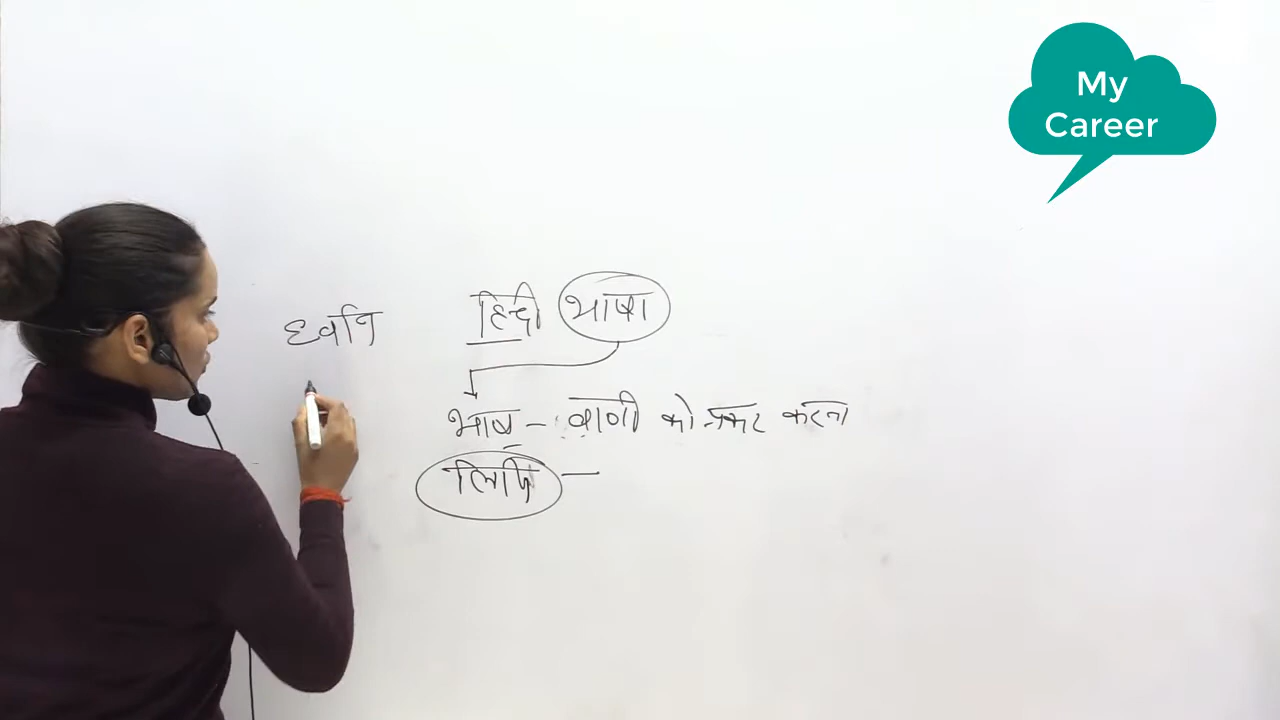 My
Career
ध्वनि हिन्दी भाषा
भाष - वाणी को प्रकट करना
लिपि -